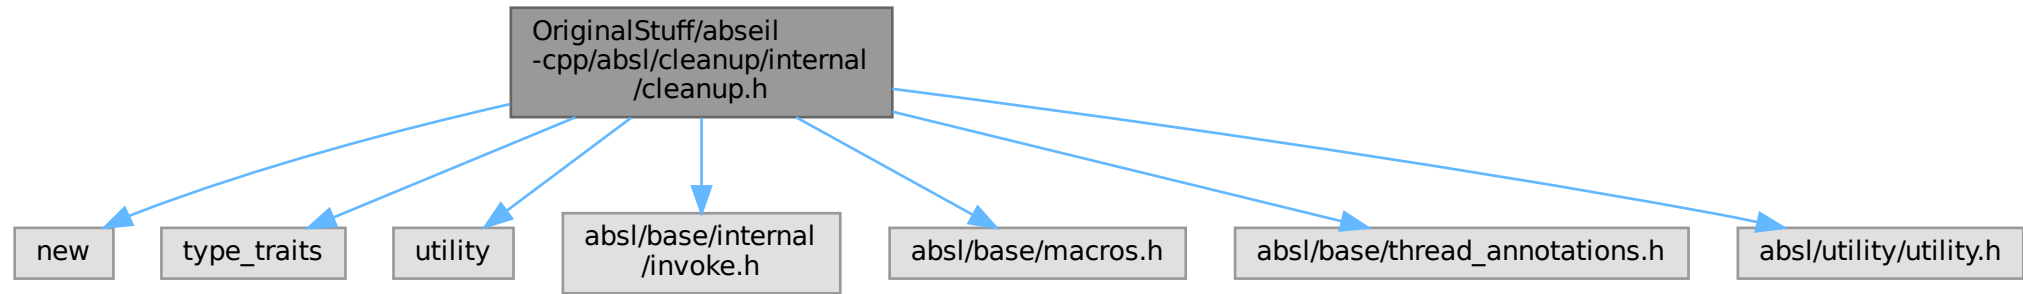 OriginalStuff/abseil
-cpp/absl/cleanup/internal
/cleanup.h
new
type_traits
utility
absl/base/internal
/invoke.h
absl/base/macros.h
absl/base/thread_annotations.h
absl/utility/utility.h